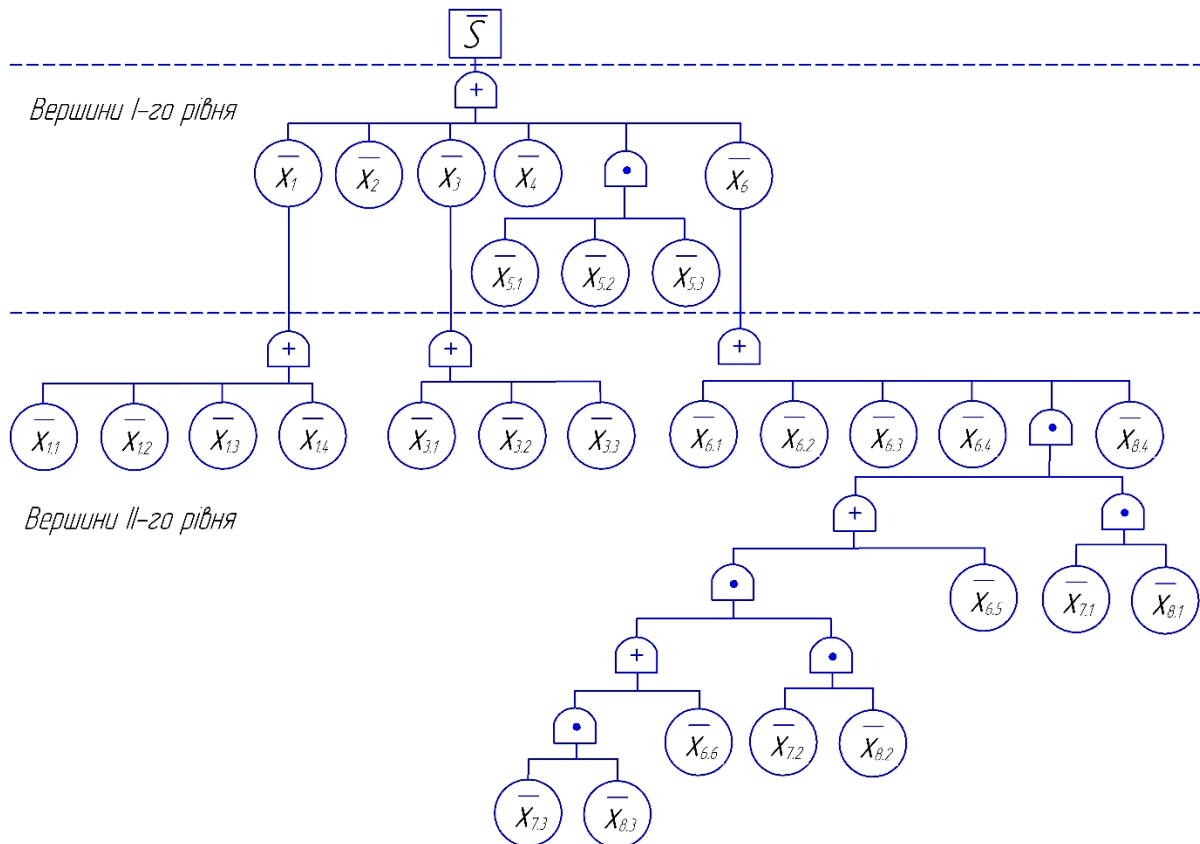 S̅
+
Вершини I-го рівня
X̅₁ X̅₂ X̅₃ X̅₄ • X̅₆
X̅₅.₁ X̅₅.₂ X̅₅.₃
+ + +
X̅₁.₁ X̅₁.₂ X̅₁.₃ X̅₁.₄ X̅₃.₁ X̅₃.₂ X̅₃.₃ X̅₆.₁ X̅₆.₂ X̅₆.₃ X̅₆.₄ • X̅₈.₄
Вершини II-го рівня
+ •
• X̅₆.₅ X̅₇.₁ X̅₈.₁
+ •
• X̅₆.₆ X̅₇.₂ X̅₈.₂
X̅₇.₃ X̅₈.₃